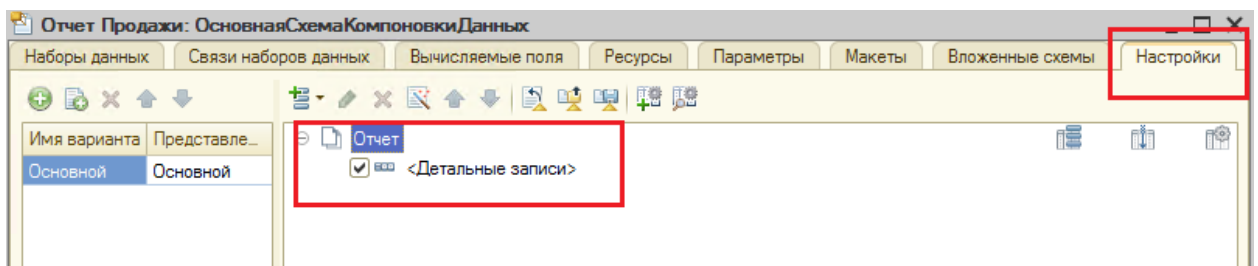 Отчет Продажи: ОсновнаяСхемаКомпоновкиДанных
Наборы данных Связи наборов данных Вычисляемые поля Ресурсы Параметры Макеты Вложенные схемы Настройки
Имя варианта Представле... Отчет
Основной Основной <Детальные записи>